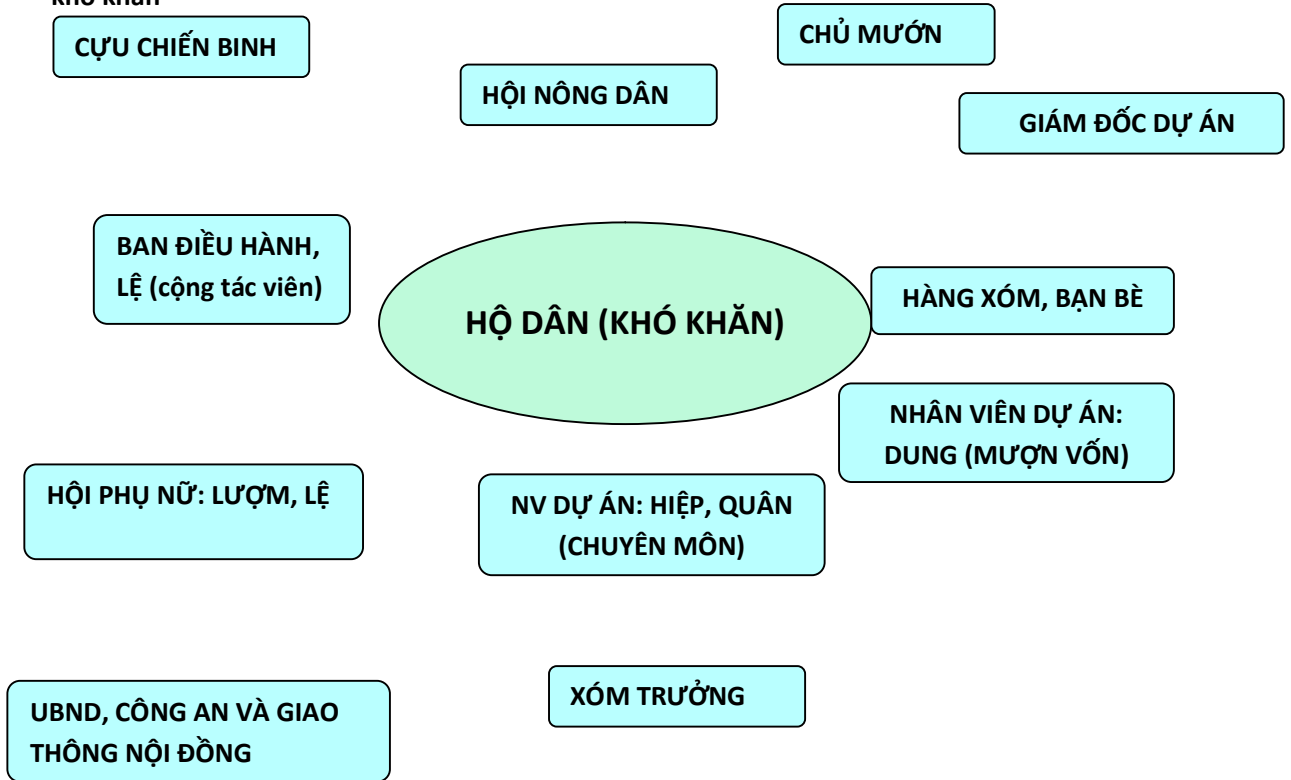 khó khăn
CỰU CHIẾN BINH
CHỦ MƯỚN
HỘI NÔNG DÂN
GIÁM ĐỐC DỰ ÁN
BAN ĐIỀU HÀNH,
LỆ (cộng tác viên)
HỘ DÂN (KHÓ KHĂN)
HÀNG XÓM, BẠN BÈ
NHÂN VIÊN DỰ ÁN:
DUNG (MƯỢN VỐN)
HỘI PHỤ NỮ: LƯỢM, LỆ
NV DỰ ÁN: HIỆP, QUÂN
(CHUYÊN MÔN)
XÓM TRƯỞNG
UBND, CÔNG AN VÀ GIAO
THÔNG NỘI ĐỒNG